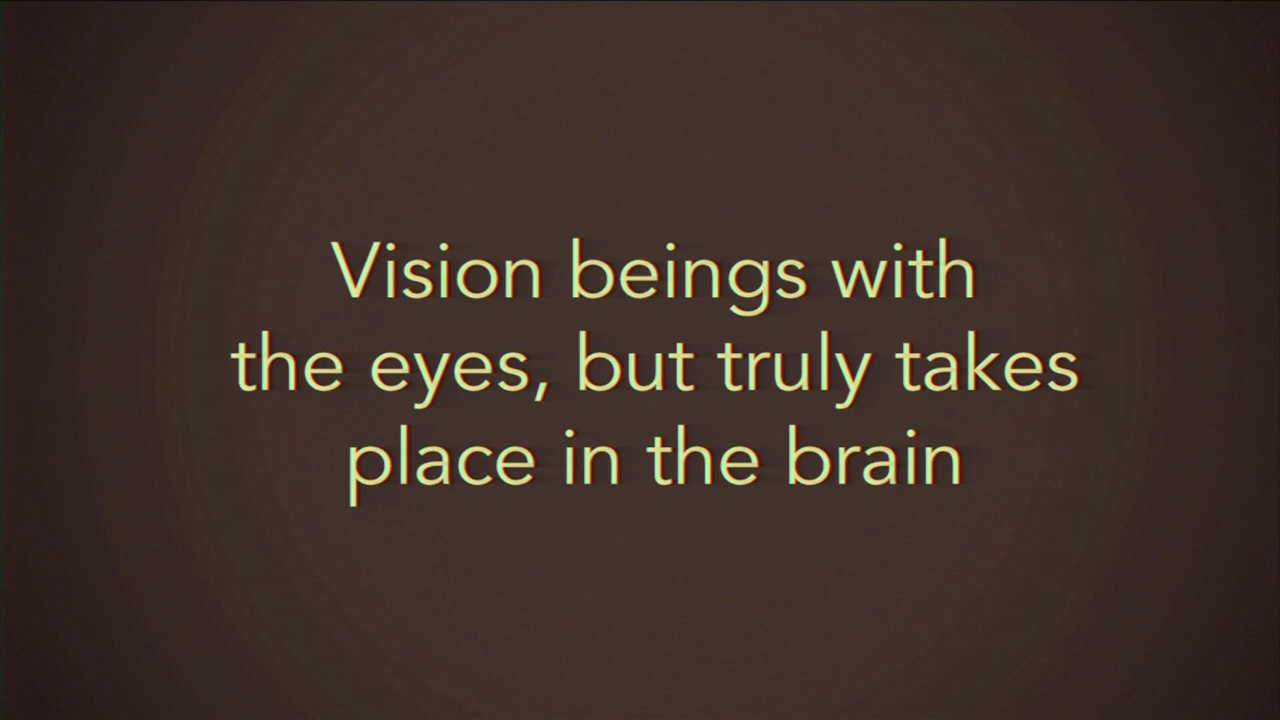 Vision beings with
the eyes, but truly takes
place in the brain